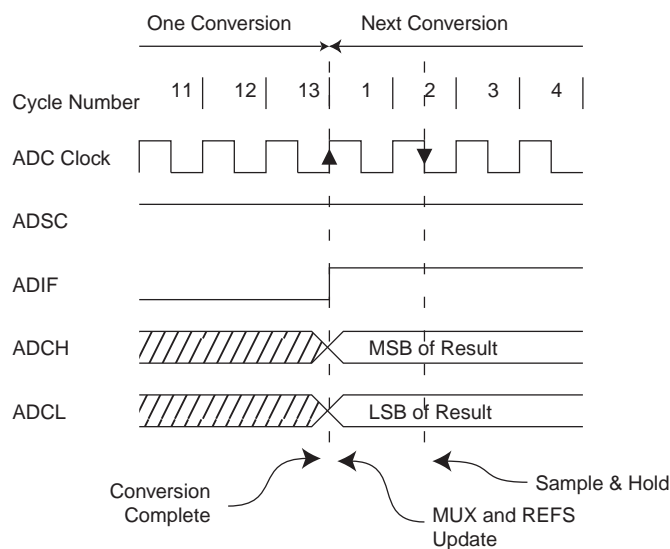 One Conversion Next Conversion
Cycle Number 11 12 13 1 2 3 4
ADC Clock
ADSC
ADIF
ADCH MSB of Result
ADCL LSB of Result
Conversion
Complete
MUX and REFS
Update
Sample & Hold